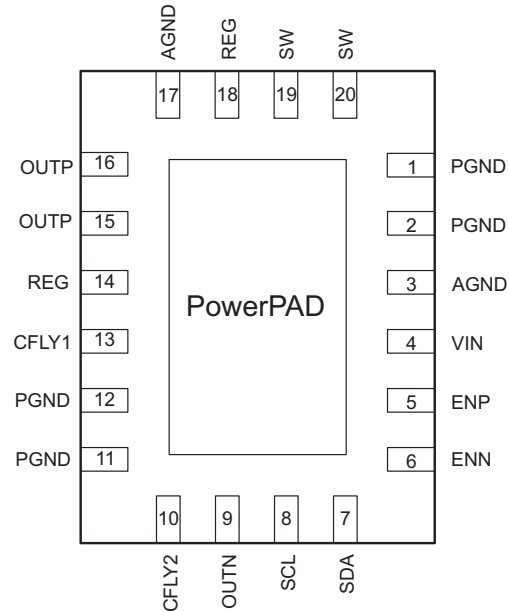 AGND REG SW SW
17 18 19 20
OUTP 16 1 PGND
OUTP 15 2 PGND
REG 14 3 AGND
PowerPAD
CFLY1 13 4 VIN
PGND 12 5 ENP
PGND 11 6 ENN
10 9 8 7
CFLY2 OUTN SCL SDA